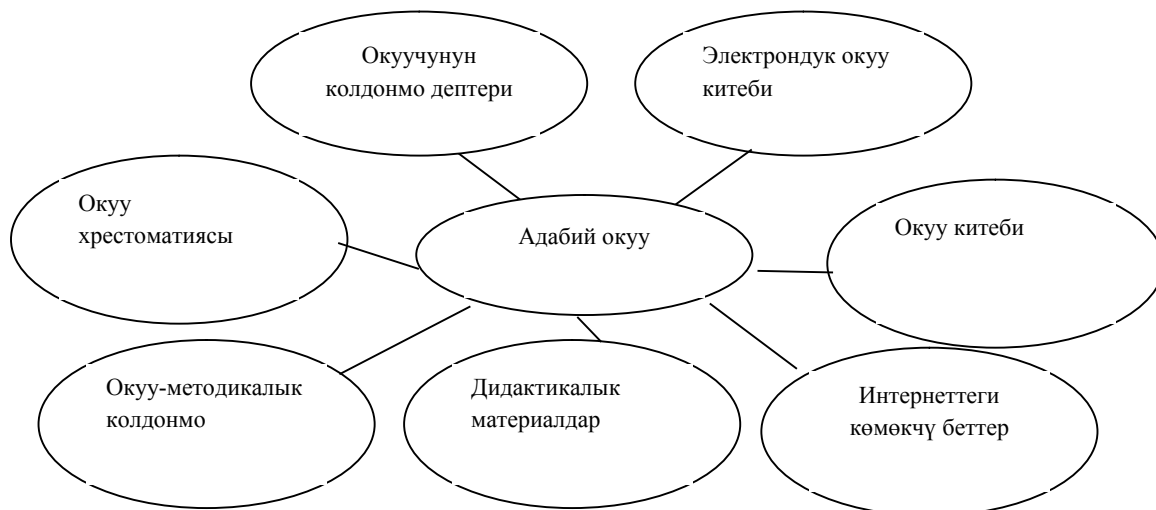 Окуучунун
колдонмо дептери
Электрондук окуу
китеби
Окуу
хрестоматиясы
Адабий окуу
Окуу китеби
Окуу-методикалык
колдонмо
Дидактикалык
материалдар
Интернеттеги
көмөкчү беттер